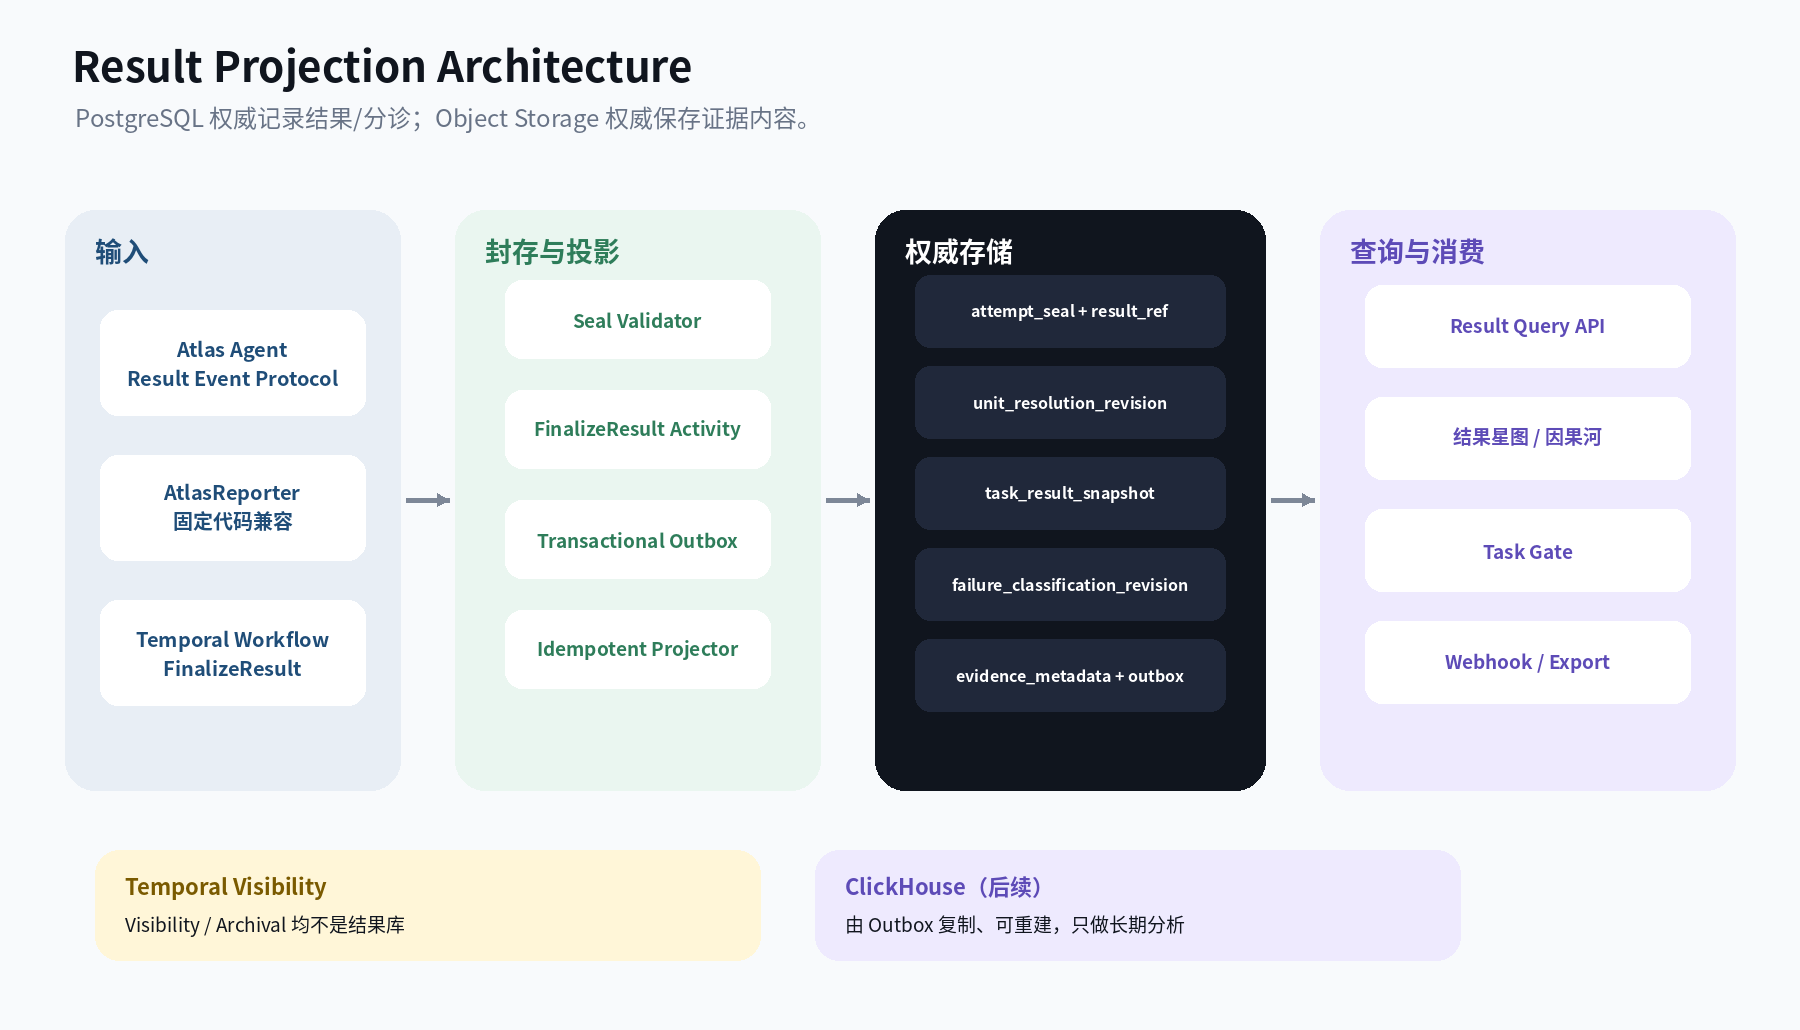 Result Projection Architecture
PostgreSQL 权威记录结果/分诊；Object Storage 权威保存证据内容。
输入
Atlas Agent
Result Event Protocol
AtlasReporter
固定代码兼容
Temporal Workflow
FinalizeResult
封存与投影
Seal Validator
FinalizeResult Activity
Transactional Outbox
Idempotent Projector
权威存储
attempt_seal + result_ref
unit_resolution_revision
task_result_snapshot
failure_classification_revision
evidence_metadata + outbox
查询与消费
Result Query API
结果星图 / 因果河
Task Gate
Webhook / Export
Temporal Visibility
Visibility / Archival 均不是结果库
ClickHouse（后续）
由 Outbox 复制、可重建，只做长期分析